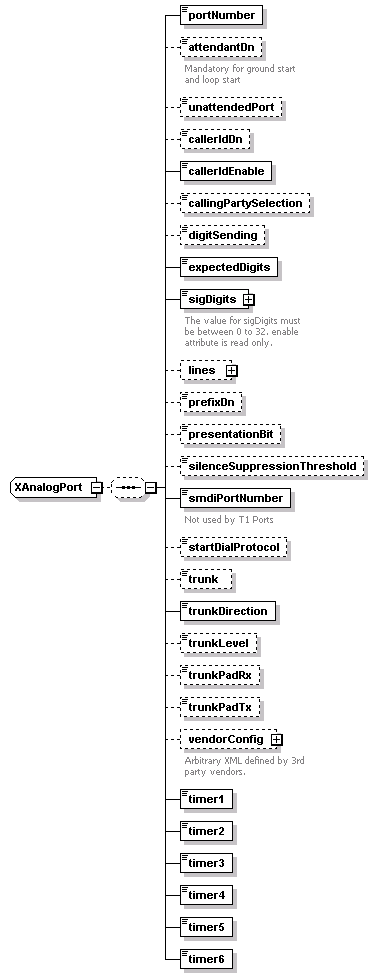 portNumber
attendantDn
Mandatory for ground start
and loop start
unattendedPort
callerIdDn
callerIdEnable
callingPartySelection
digitSending
expectedDigits
sigDigits
The value for sigDigits must
be between 0 to 32. enable
attribute is read only.
lines
prefixDn
presentationBit
silenceSuppressionThreshold
XAnalogPort
smdiPortNumber
Not used by T1 Ports
startDialProtocol
trunk
trunkDirection
trunkLevel
trunkPadRx
trunkPadTx
vendorConfig
Arbitrary XML defined by 3rd
party vendors.
timer1
timer2
timer3
timer4
timer5
timer6